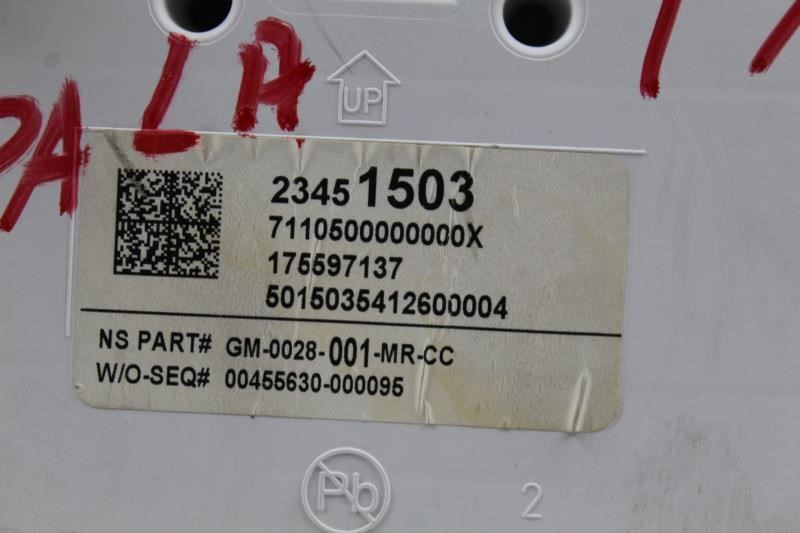 PALA
UP
23451503
7110500000000X
175597137
5015035412600004
NS PART# GM-0028-001-MR-CC
W/O-SEQ# 00455630-000095
Pb
2